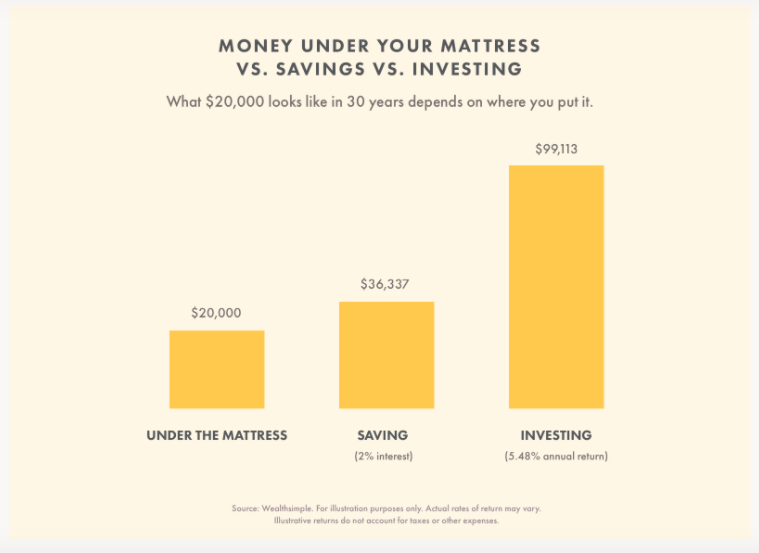 MONEY UNDER YOUR MATTRESS
VS. SAVINGS VS. INVESTING
What $20,000 looks like in 30 years depends on where you put it.
$99,113
$36,337
$20,000
UNDER THE MATTRESS
SAVING
INVESTING
(2% interest)
(5.48% annual return)
Source: Wealthsimple. For illustration purposes only. Actual rates of return may vary.
Illustrative returns do not account for taxes or other expenses.